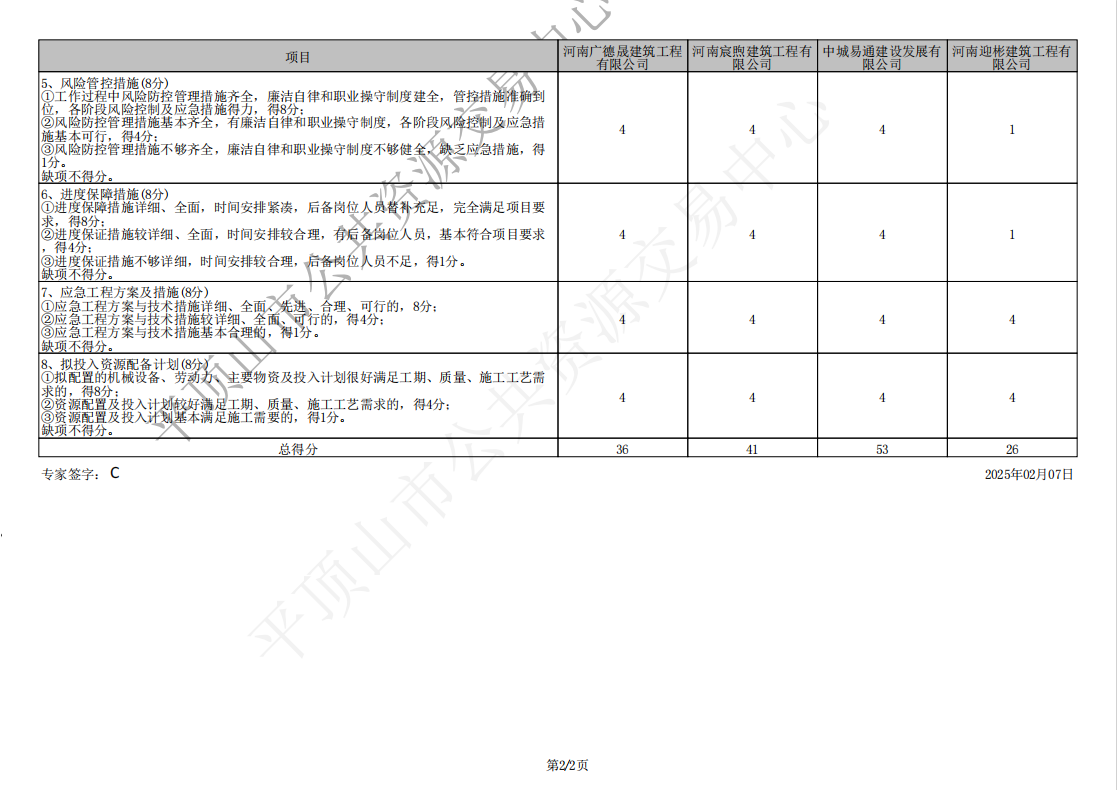 项目
河南广德晟建筑工程
有限公司
河南宸煦建筑工程有
限公司
中城易通建设发展有
限公司
河南迎彬建筑工程有
限公司
5、风险管控措施(8分)
①工作过程中风险防控管理措施齐全，廉洁自律和职业操守制度建全，管控措施准确到
位，各阶段风险控制及应急措施得力，得8分；
②风险防控管理措施基本齐全，有廉洁自律和职业操守制度，各阶段风险控制及应急措
施基本可行，得4分；
③风险防控管理措施不够齐全，廉洁自律和职业操守制度不够健全，缺乏应急措施，得
1分。
缺项不得分。
4
4
4
1
6、进度保障措施(8分)
①进度保障措施详细、全面，时间安排紧凑，后备岗位人员替补充足，完全满足项目要
求，得8分；
②进度保证措施较详细、全面，时间安排较合理，有后备岗位人员，基本符合项目要求
，得4分；
③进度保证措施不够详细，时间安排较合理，后备岗位人员不足，得1分。
缺项不得分。
4
4
4
1
7、应急工程方案及措施(8分)
①应急工程方案与技术措施详细、全面、先进、合理、可行的，8分；
②应急工程方案与技术措施较详细、全面、可行的，得4分；
③应急工程方案与技术措施基本合理的，得1分。
缺项不得分。
4
4
4
4
8、拟投入资源配备计划(8分)
①拟配置的机械设备、劳动力、主要物资及投入计划很好满足工期、质量、施工工艺需
求的，得8分；
②资源配置及投入计划较好满足工期、质量、施工工艺需求的，得4分；
③资源配置及投入计划基本满足施工需要的，得1分。
缺项不得分。
4
4
4
4
总得分
36
41
53
26
专家签字： C
2025年02月07日
平顶山市公共资源交易中心
平顶山市公共资源交易中心
第2/2页